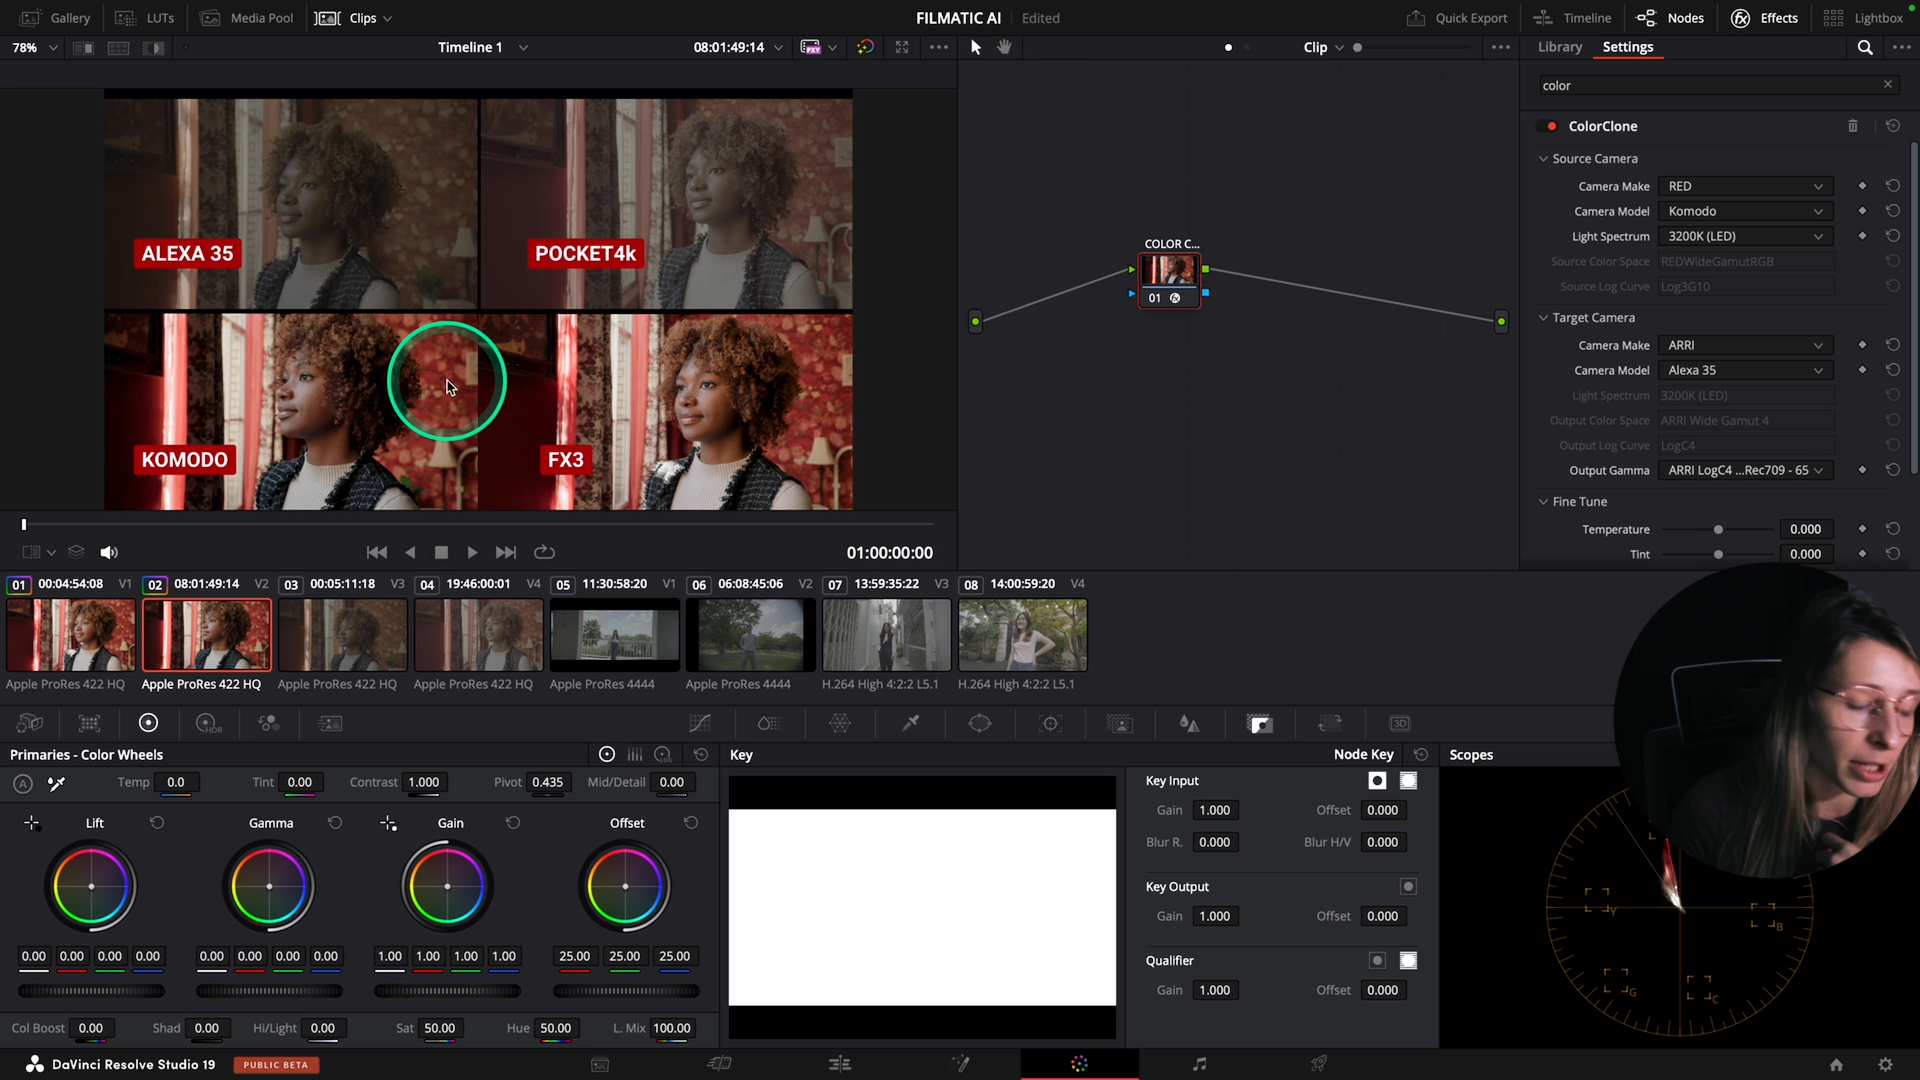 Gallery LUTs Media Pool Clips FILMATIC AI Edited Quick Export Timeline Nodes Effects Lightbox
78% Timeline 1 08:01:49:14 PXY Clip Library Settings
color
ColorClone
Source Camera
Camera Make RED
Camera Model Komodo
Light Spectrum 3200K (LED)
Source Color Space REDWideGamutRGB
Source Log Curve Log3G10
Target Camera
Camera Make ARRI
Camera Model Alexa 35
Light Spectrum 3200K (LED)
Output Color Space ARRI Wide Gamut 4
Output Log Curve LogC4
Output Gamma ARRI LogC4 ...Rec709 - 65
Fine Tune
Temperature 0.000
Tint 0.000
ALEXA 35 POCKET4k
KOMODO FX3
COLOR C...
01 fx
01:00:00:00
01 00:04:54:08 V1 02 08:01:49:14 V2 03 00:05:11:18 V3 04 19:46:00:01 V4 05 11:30:58:20 V1 06 06:08:45:06 V2 07 13:59:35:22 V3 08 14:00:59:20 V4
Apple ProRes 422 HQ Apple ProRes 422 HQ Apple ProRes 422 HQ Apple ProRes 422 HQ Apple ProRes 4444 Apple ProRes 4444 H.264 High 4:2:2 L5.1 H.264 High 4:2:2 L5.1
HDR 3D
Primaries - Color Wheels LOG Key Node Key Scopes
A Temp 0.0 Tint 0.00 Contrast 1.000 Pivot 0.435 Mid/Detail 0.00
Lift Gamma Gain Offset
0.00 0.00 0.00 0.00 0.00 0.00 0.00 0.00 1.00 1.00 1.00 1.00 25.00 25.00 25.00
Col Boost 0.00 Shad 0.00 Hi/Light 0.00 Sat 50.00 Hue 50.00 L. Mix 100.00
Key Input
Gain 1.000 Offset 0.000
Blur R. 0.000 Blur H/V 0.000
Key Output
Gain 1.000 Offset 0.000
Qualifier
Gain 1.000 Offset 0.000
Y B G C
DaVinci Resolve Studio 19 PUBLIC BETA